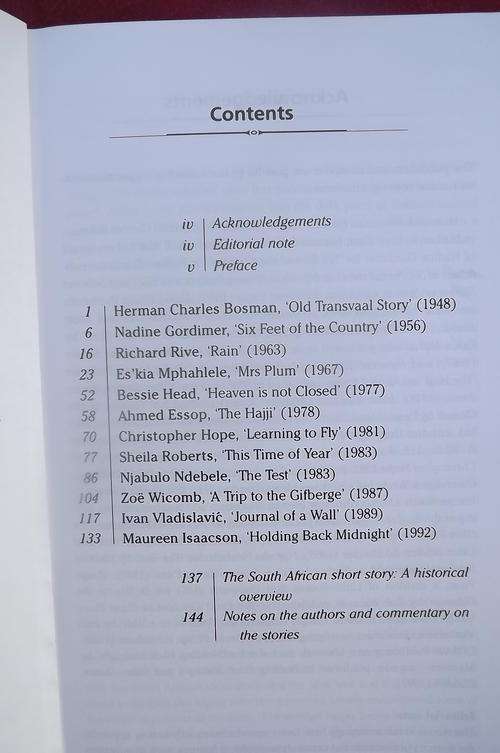 Contents
iv Acknowledgements
iv Editorial note
v Preface
1 Herman Charles Bosman, ‘Old Transvaal Story’ (1948)
6 Nadine Gordimer, ‘Six Feet of the Country’ (1956)
16 Richard Rive, ‘Rain’ (1963)
23 Es’kia Mphahlele, ‘Mrs Plum’ (1967)
52 Bessie Head, ‘Heaven is not Closed’ (1977)
58 Ahmed Essop, ‘The Hajji’ (1978)
70 Christopher Hope, ‘Learning to Fly’ (1981)
77 Sheila Roberts, ‘This Time of Year’ (1983)
86 Njabulo Ndebele, ‘The Test’ (1983)
104 Zoë Wicomb, ‘A Trip to the Gifberge’ (1987)
117 Ivan Vladislavić, ‘Journal of a Wall’ (1989)
133 Maureen Isaacson, ‘Holding Back Midnight’ (1992)
137 The South African short story: A historical
overview
144 Notes on the authors and commentary on
the stories